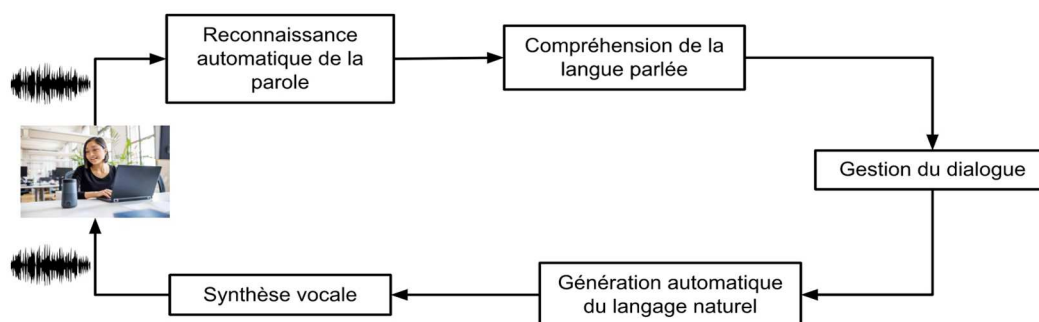 Reconnaissance
automatique de la
parole
Compréhension de la
langue parlée
Gestion du dialogue
Génération automatique
du langage naturel
Synthèse vocale